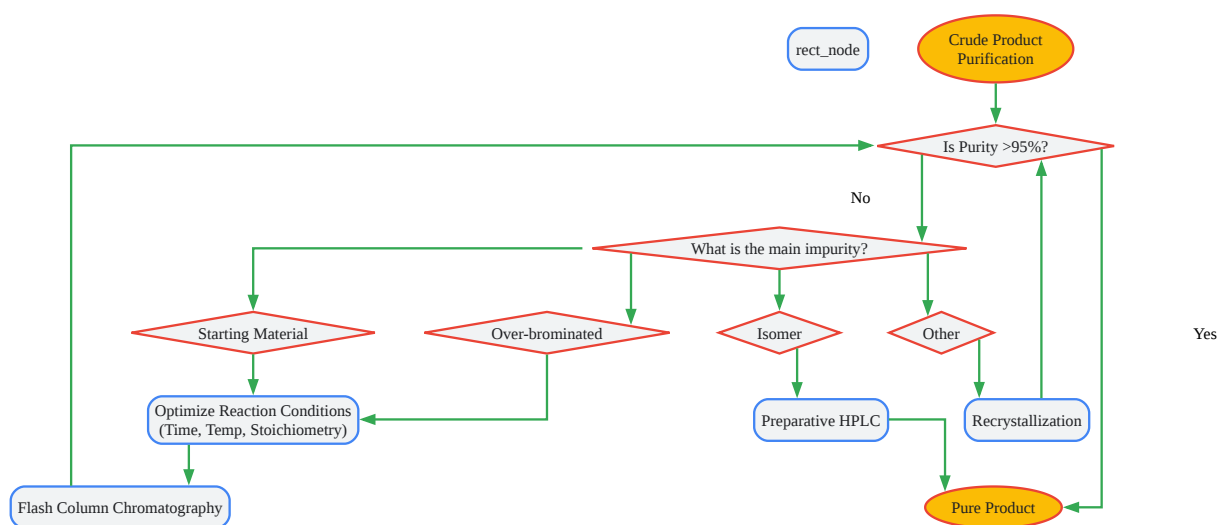 rect_node
Crude Product
Purification
Is Purity >95%?
No
What is the main impurity?
Starting Material
Over-brominated
Isomer
Other
Yes
Optimize Reaction Conditions
(Time, Temp, Stoichiometry)
Preparative HPLC
Recrystallization
Flash Column Chromatography
Pure Product